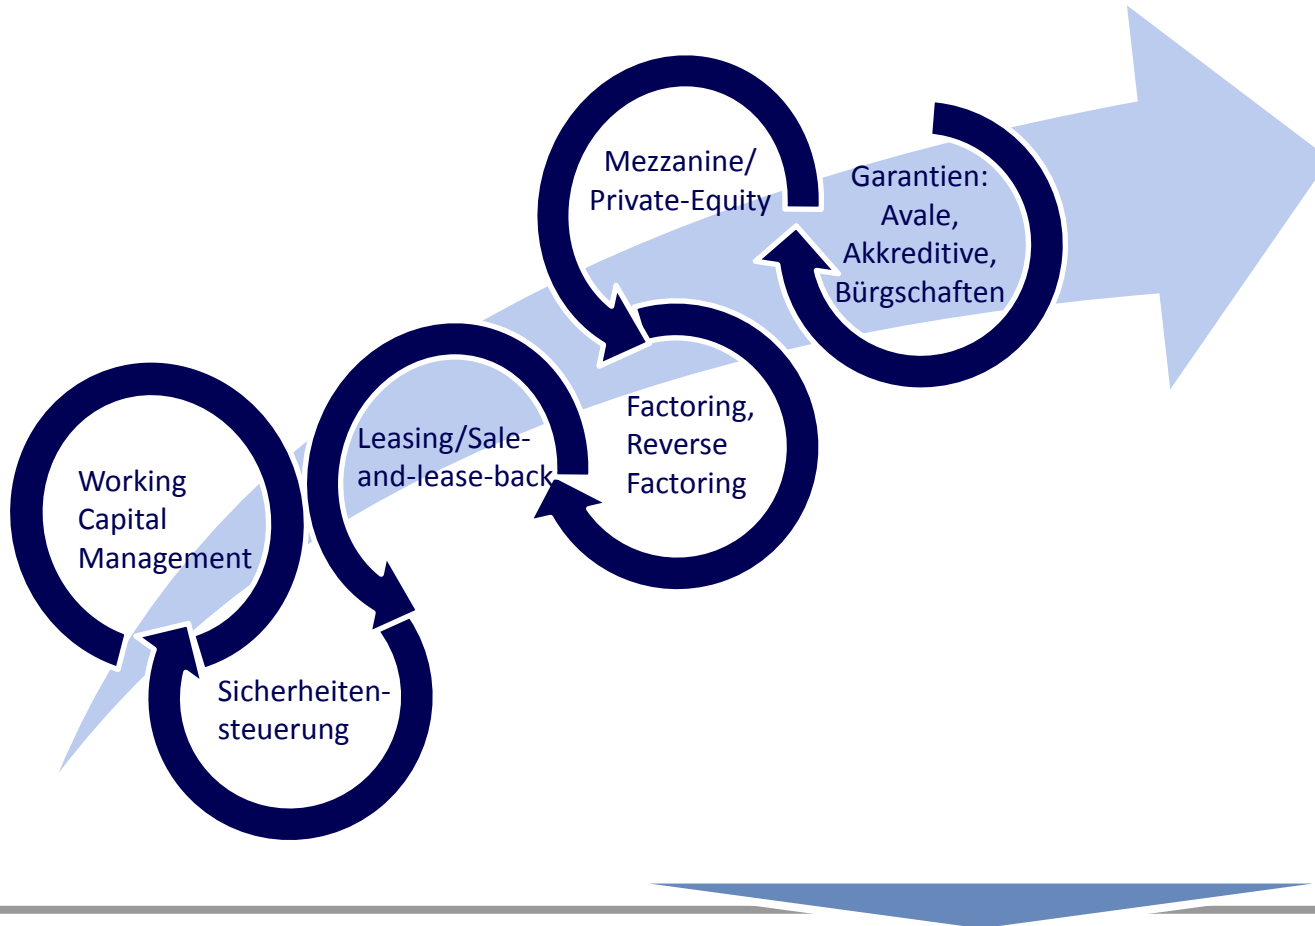 Working
Capital
Management
Sicherheiten-
steuerung
Leasing/Sale-
and-lease-back
Factoring,
Reverse
Factoring
Mezzanine/
Private-Equity
Garantien:
Avale,
Akkreditive,
Bürgschaften